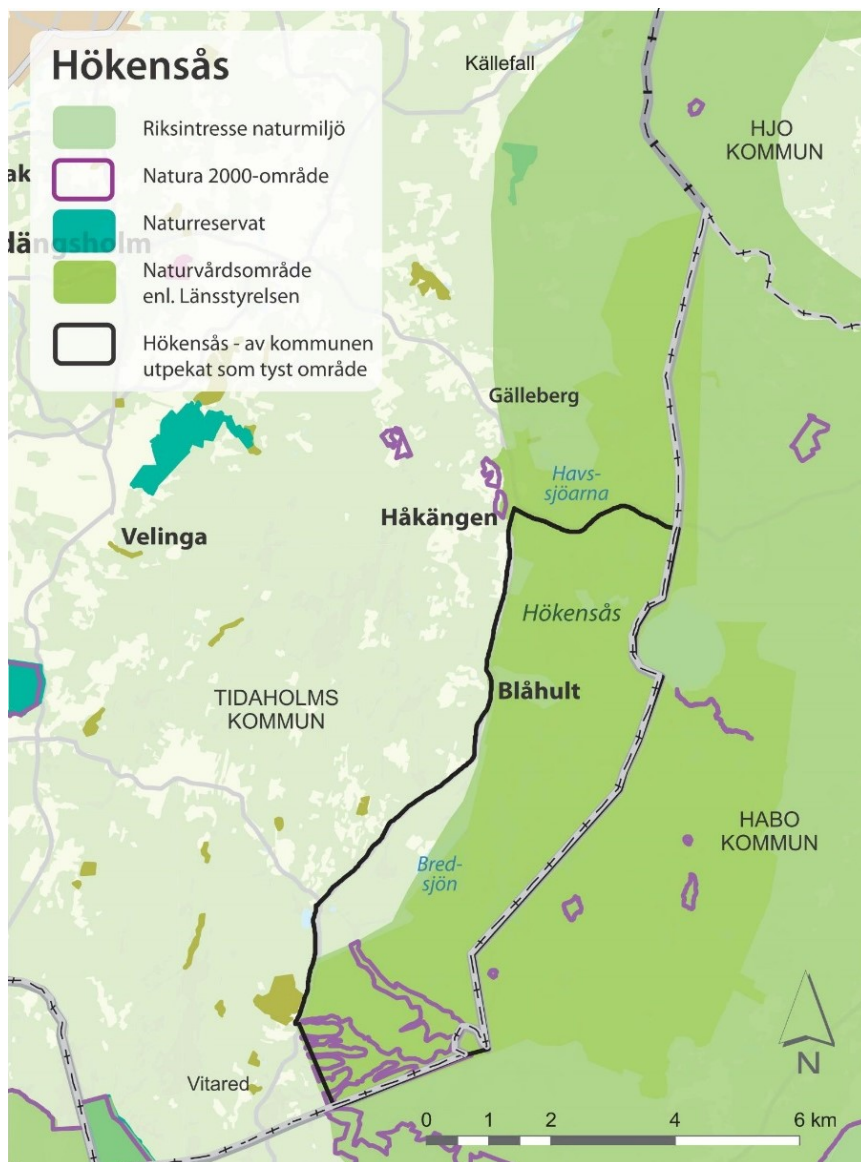 Hökensås
Riksintresse naturmiljö
Natura 2000-område
Naturreservat
Naturvårdsområde
enl. Länsstyrelsen
Hökensås - av kommunen
utpekat som tyst område
Källefall
HJO
KOMMUN
ak
dängsholm
Gälleberg
Havs-
sjöarna
Håkängen
Velinga
Hökensås
Blåhult
TIDAHOLMS
KOMMUN
HABO
KOMMUN
Bred-
sjön
Vitared
N
0 1 2 4 6 km